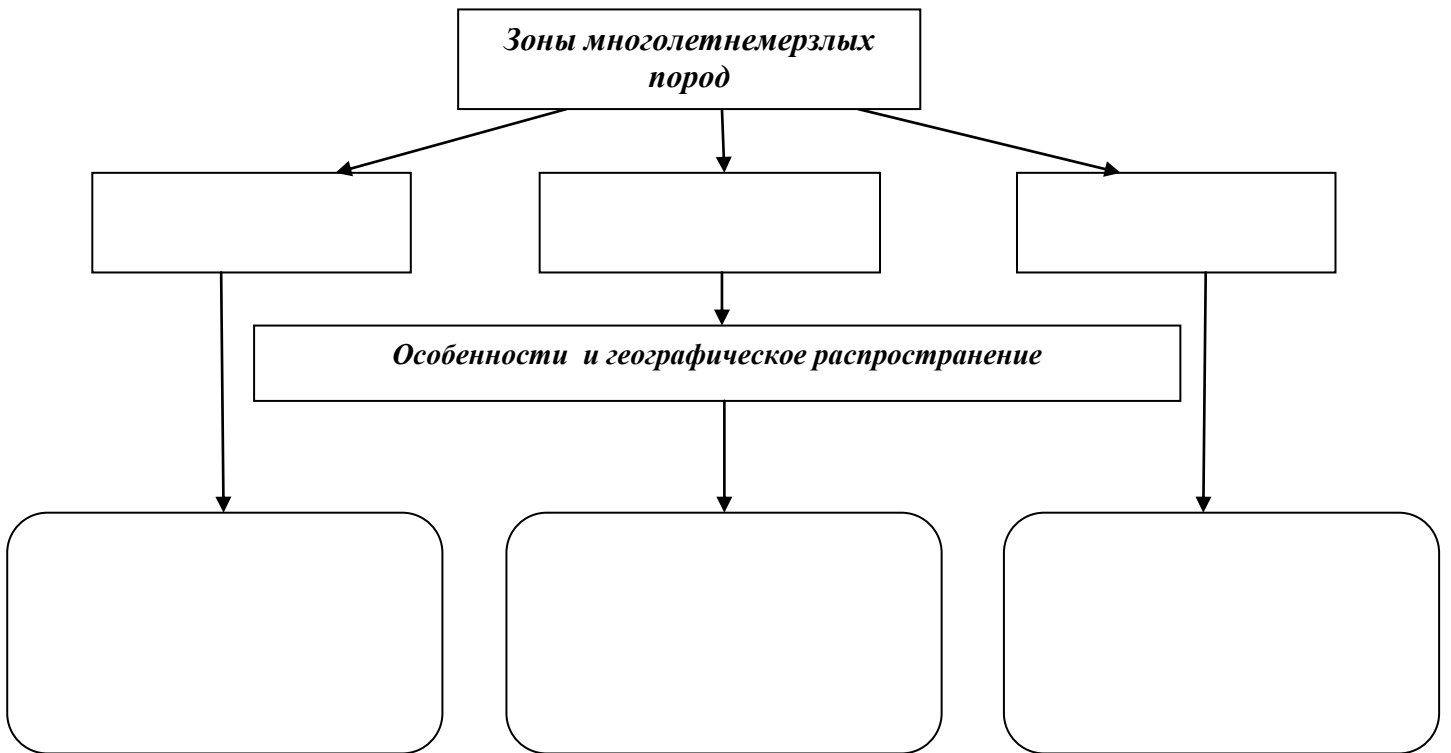 Зоны многолетнемерзлых
пород
Особенности и географическое распространение